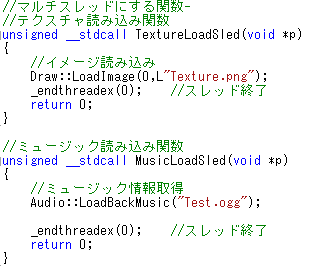 //マルチスレッドにする関数-
//テクスチャ読み込み関数
unsigned __stdcall TextureLoadSled(void *p)
{
//イメージ読み込み
Draw::LoadImage(0,L"Texture.png");
_endthreadex(0); //スレッド終了
return 0;
}
//ミュージック読み込み関数
unsigned __stdcall MusicLoadSled(void *p)
{
//ミュージック情報取得
Audio::LoadBackMusic("Test.ogg");
_endthreadex(0); //スレッド終了
return 0;
}